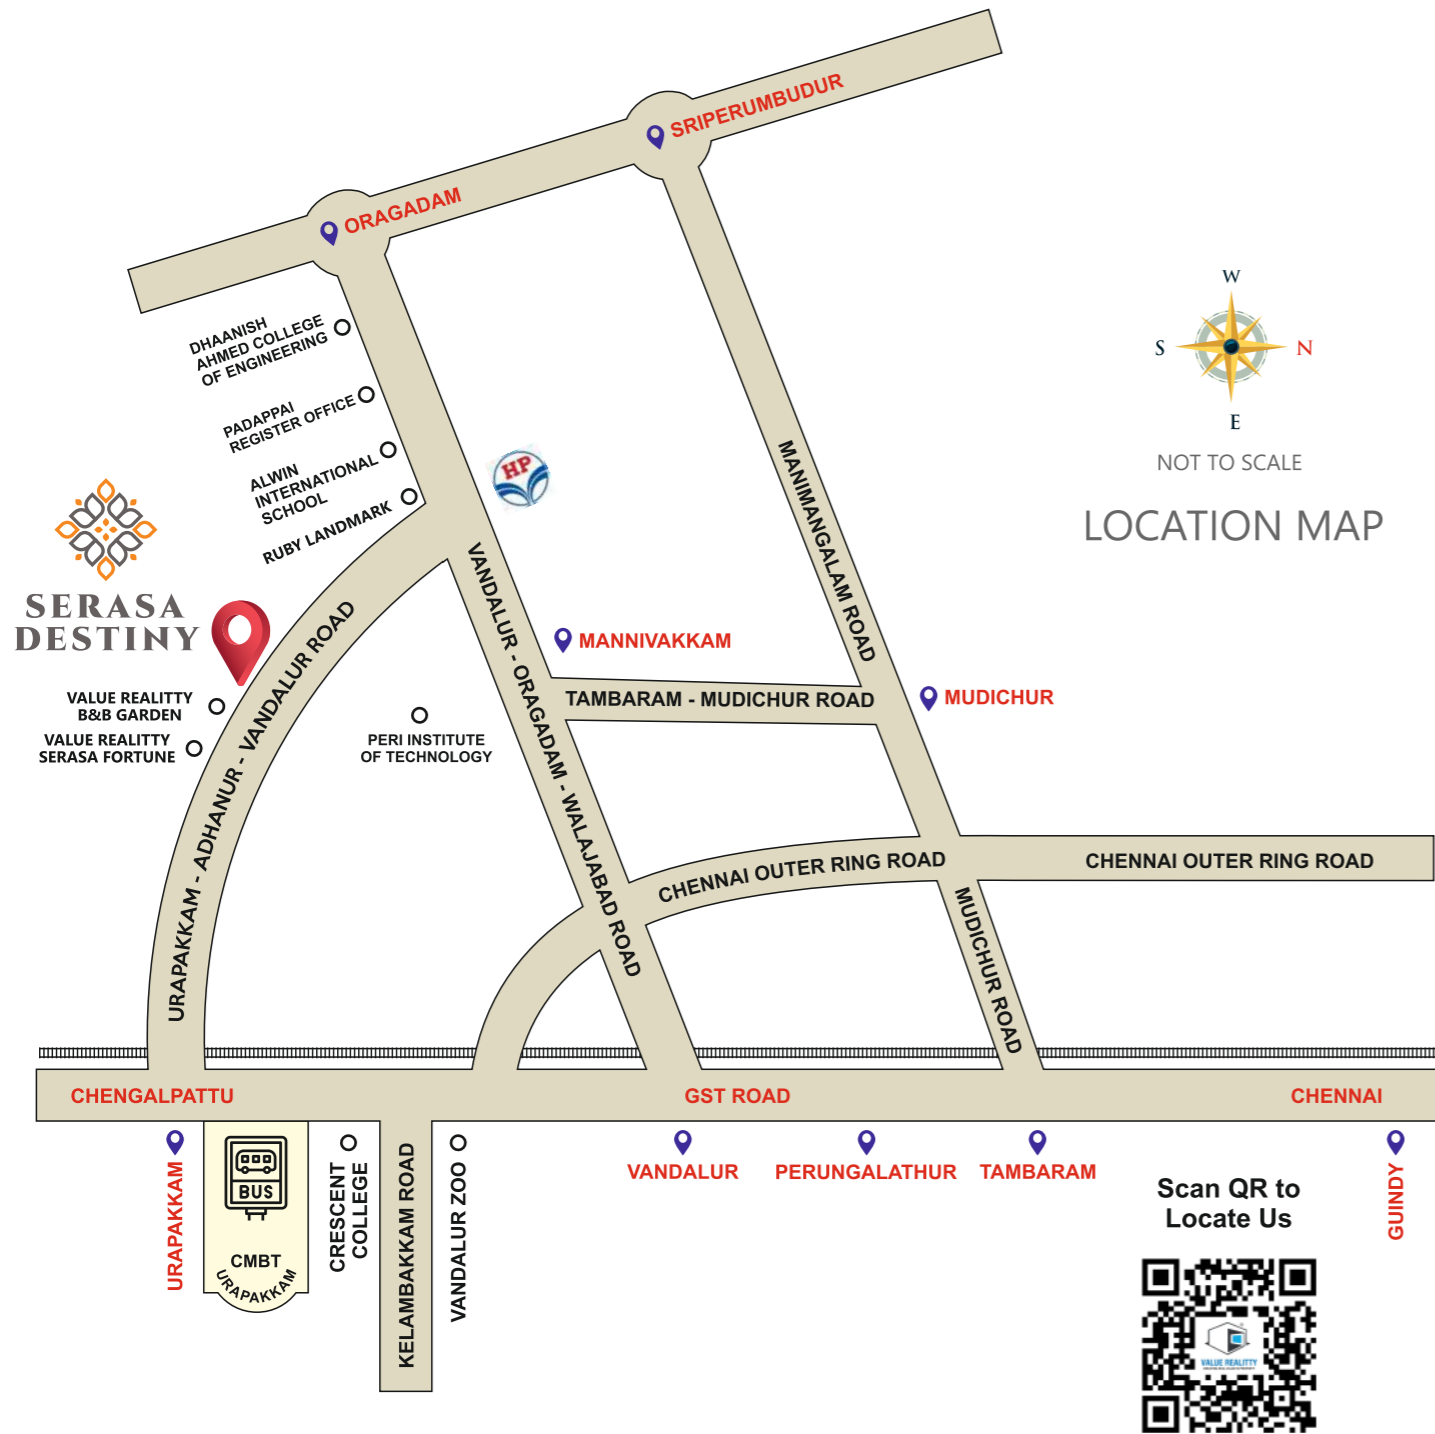 SRIPERUMBUDUR
ORAGADAM
W
S
N
E
NOT TO SCALE
LOCATION MAP
DHAANISH
AHMED COLLEGE
OF ENGINEERING
PADAPPAI
REGISTER OFFICE
ALWIN
INTERNATIONAL
SCHOOL
RUBY LANDMARK
HP
MANIMANGALAM ROAD
SERASA
DESTINY
VALUE REALITTY
B&B GARDEN
VALUE REALITTY
SERASA FORTUNE
URAPAKKAM - ADHANUR - VANDALUR ROAD
PERI INSTITUTE
OF TECHNOLOGY
VANDALUR - ORAGADAM - WALAJABAD ROAD
MANNIVAKKAM
TAMBARAM - MUDICHUR ROAD
MUDICHUR
CHENNAI OUTER RING ROAD
CHENNAI OUTER RING ROAD
MUDICHUR ROAD
CHENGALPATTU
GST ROAD
CHENNAI
URAPAKKAM
BUS
CMBT
URAPAKKAM
CRESCENT
COLLEGE
KELAMBAKKAM ROAD
VANDALUR ZOO
VANDALUR
PERUNGALATHUR
TAMBARAM
GUINDY
Scan QR to
Locate Us
VALUE REALITTY